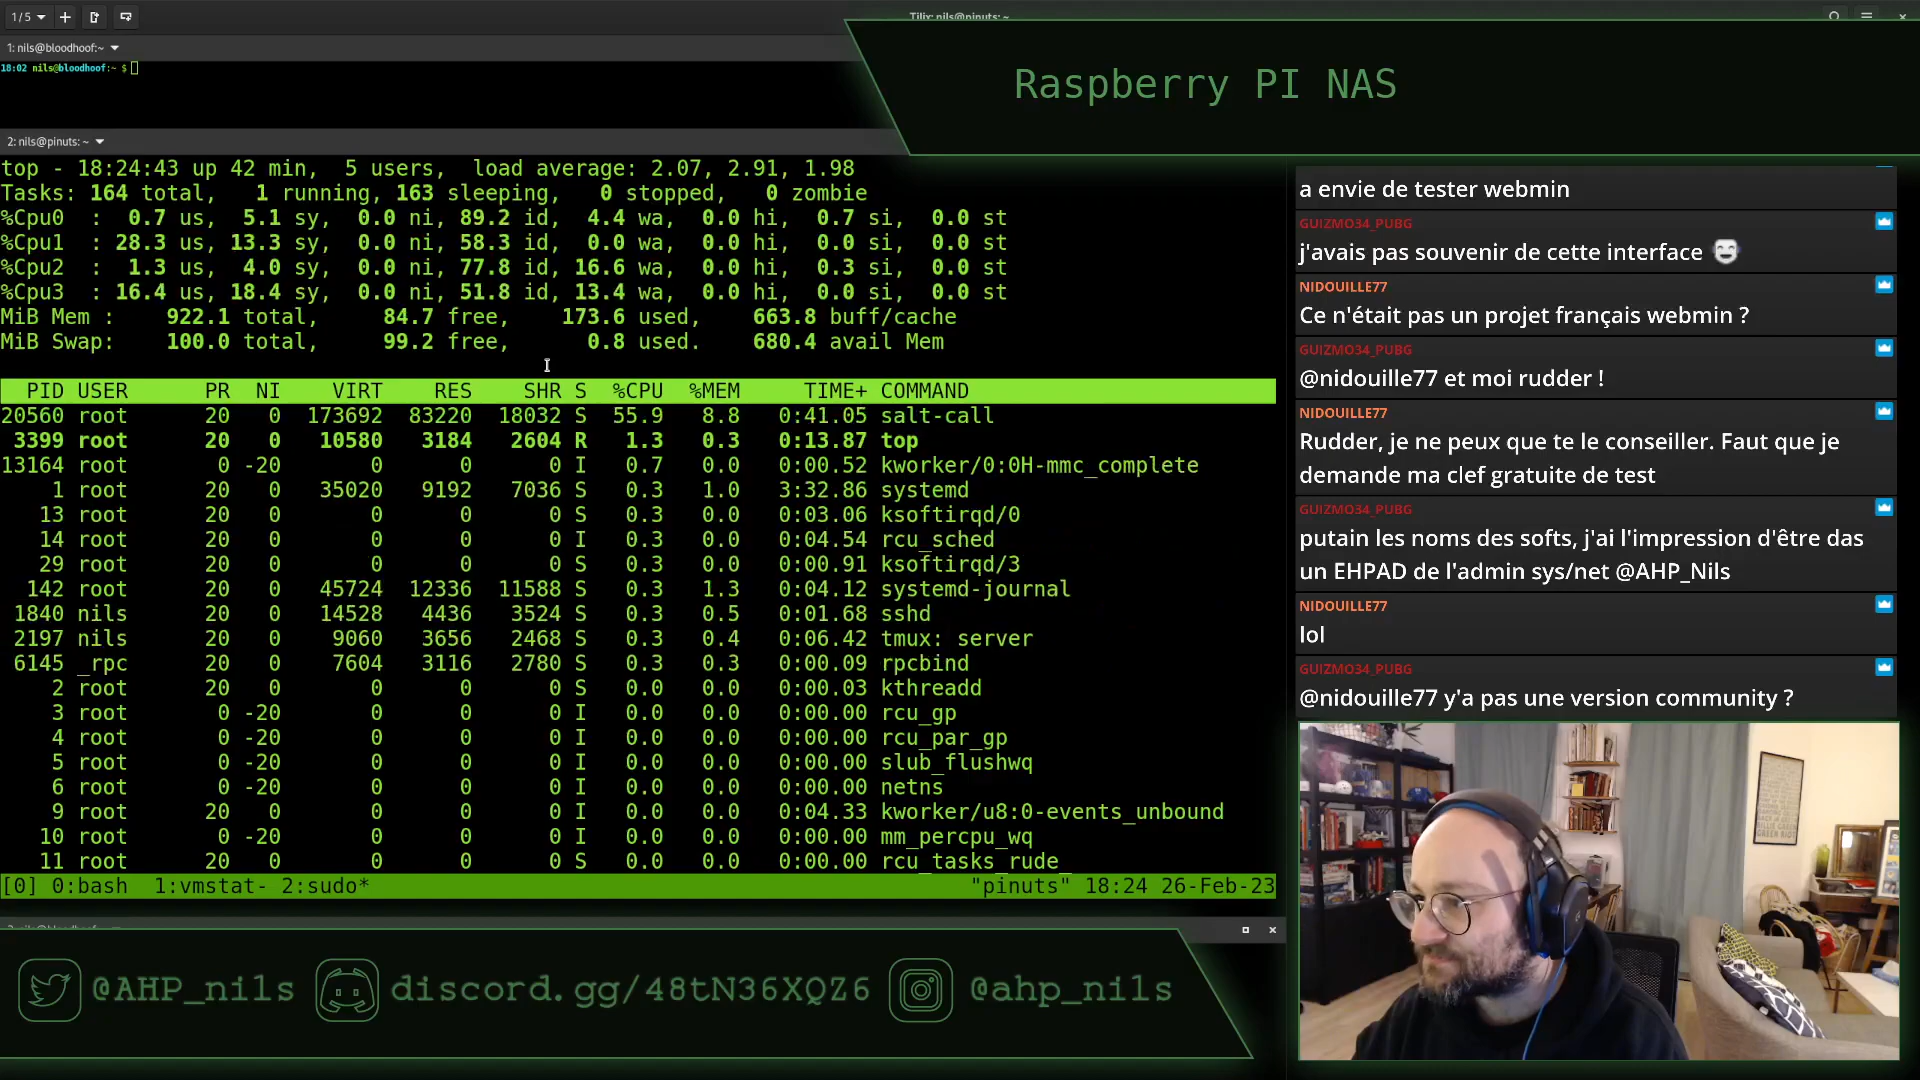 1/5
Tilix: nils@pinuts: ~
1: nils@bloodhoof:~
18:02 nils@bloodhoof:~ $
Raspberry PI NAS
2: nils@pinuts: ~
top - 18:24:43 up 42 min,  5 users,  load average: 2.07, 2.91, 1.98
Tasks: 164 total,   1 running, 163 sleeping,   0 stopped,   0 zombie
%Cpu0  :  0.7 us,  5.1 sy,  0.0 ni, 89.2 id,  4.4 wa,  0.0 hi,  0.7 si,  0.0 st
%Cpu1  : 28.3 us, 13.3 sy,  0.0 ni, 58.3 id,  0.0 wa,  0.0 hi,  0.0 si,  0.0 st
%Cpu2  :  1.3 us,  4.0 sy,  0.0 ni, 77.8 id, 16.6 wa,  0.0 hi,  0.3 si,  0.0 st
%Cpu3  : 16.4 us, 18.4 sy,  0.0 ni, 51.8 id, 13.4 wa,  0.0 hi,  0.0 si,  0.0 st
MiB Mem :    922.1 total,     84.7 free,    173.6 used,    663.8 buff/cache
MiB Swap:    100.0 total,     99.2 free,      0.8 used.    680.4 avail Mem
PID USER      PR  NI    VIRT    RES    SHR S  %CPU  %MEM     TIME+ COMMAND
20560 root      20   0  173692  83220  18032 S  55.9   8.8   0:41.05 salt-call
3399 root      20   0   10580   3184   2604 R   1.3   0.3   0:13.87 top
13164 root       0 -20       0      0      0 I   0.7   0.0   0:00.52 kworker/0:0H-mmc_complete
1 root      20   0   35020   9192   7036 S   0.3   1.0   3:32.86 systemd
13 root      20   0       0      0      0 S   0.3   0.0   0:03.06 ksoftirqd/0
14 root      20   0       0      0      0 I   0.3   0.0   0:04.54 rcu_sched
29 root      20   0       0      0      0 S   0.3   0.0   0:00.91 ksoftirqd/3
142 root      20   0   45724  12336  11588 S   0.3   1.3   0:04.12 systemd-journal
1840 nils      20   0   14528   4436   3524 S   0.3   0.5   0:01.68 sshd
2197 nils      20   0    9060   3656   2468 S   0.3   0.4   0:06.42 tmux: server
6145 _rpc      20   0    7604   3116   2780 S   0.3   0.3   0:00.09 rpcbind
2 root      20   0       0      0      0 S   0.0   0.0   0:00.03 kthreadd
3 root       0 -20       0      0      0 I   0.0   0.0   0:00.00 rcu_gp
4 root       0 -20       0      0      0 I   0.0   0.0   0:00.00 rcu_par_gp
5 root       0 -20       0      0      0 I   0.0   0.0   0:00.00 slub_flushwq
6 root       0 -20       0      0      0 I   0.0   0.0   0:00.00 netns
9 root      20   0       0      0      0 I   0.0   0.0   0:04.33 kworker/u8:0-events_unbound
10 root       0 -20       0      0      0 I   0.0   0.0   0:00.00 mm_percpu_wq
11 root      20   0       0      0      0 S   0.0   0.0   0:00.00 rcu_tasks_rude_
[0] 0:bash  1:vmstat- 2:sudo*   "pinuts" 18:24 26-Feb-23
a envie de tester webmin
GUIZMO34_PUBG
j'avais pas souvenir de cette interface
NIDOUILLE77
Ce n'était pas un projet français webmin ?
GUIZMO34_PUBG
@nidouille77 et moi rudder !
NIDOUILLE77
Rudder, je ne peux que te le conseiller. Faut que je
demande ma clef gratuite de test
GUIZMO34_PUBG
putain les noms des softs, j'ai l'impression d'être das
un EHPAD de l'admin sys/net @AHP_Nils
NIDOUILLE77
lol
GUIZMO34_PUBG
@nidouille77 y'a pas une version community ?
@AHP_nils
discord.gg/48tN36XQZ6
@ahp_nils